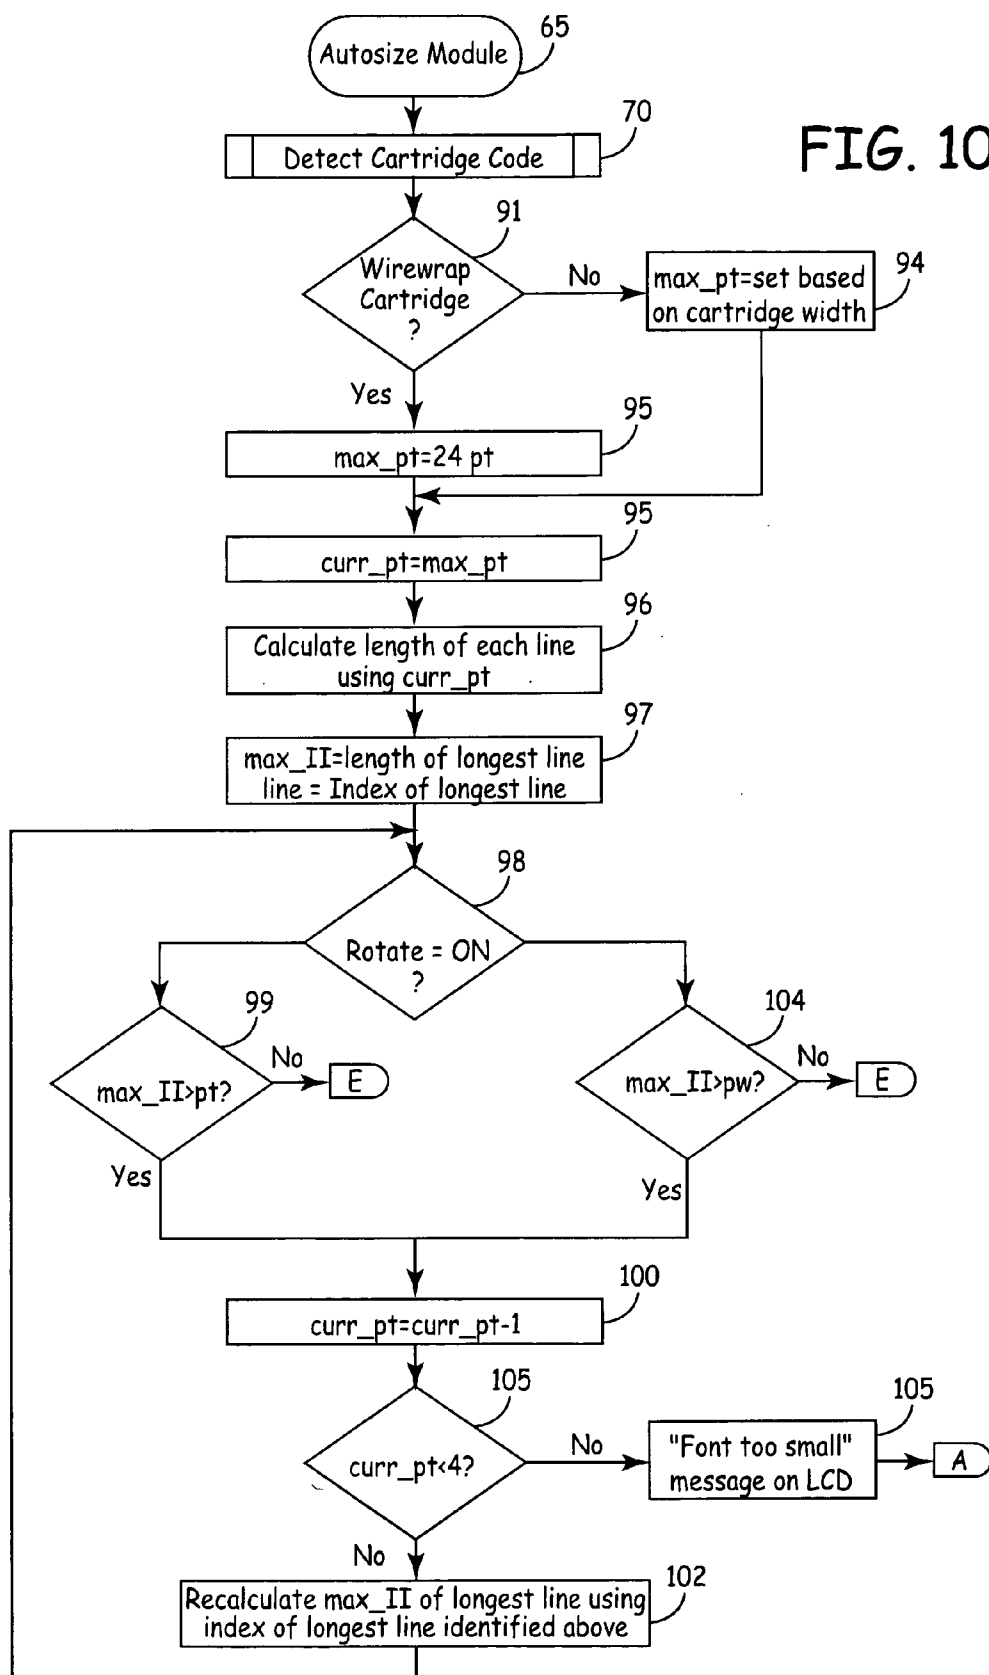 Autosize Module
65
FIG. 10
Detect Cartridge Code
70
Wirewrap
Cartridge
?
91
No
max_pt=set based
on cartridge width
94
Yes
max_pt=24 pt
95
curr_pt=max_pt
95
Calculate length of each line
using curr_pt
96
max_II=length of longest line
line = Index of longest line
97
Rotate = ON
?
98
max_II>pt?
99
No
E
max_II>pw?
104
No
E
Yes
Yes
curr_pt=curr_pt-1
100
curr_pt<4?
105
No
"Font too small"
message on LCD
105
A
No
Recalculate max_II of longest line using
index of longest line identified above
102